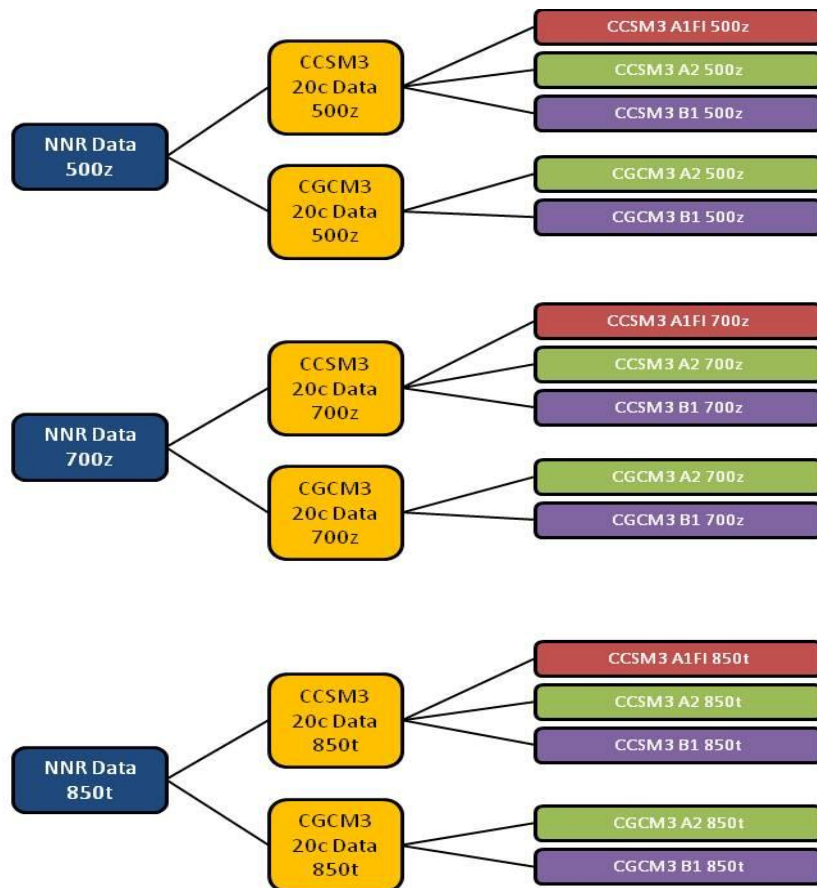 NNR Data
500z
CCSM3
20c Data
500z
CCSM3 A1FI 500z
CCSM3 A2 500z
CCSM3 B1 500z
CGCM3
20c Data
500z
CGCM3 A2 500z
CGCM3 B1 500z
NNR Data
700z
CCSM3
20c Data
700z
CCSM3 A1FI 700z
CCSM3 A2 700z
CCSM3 B1 700z
CGCM3
20c Data
700z
CGCM3 A2 700z
CGCM3 B1 700z
NNR Data
850t
CCSM3
20c Data
850t
CCSM3 A1FI 850t
CCSM3 A2 850t
CCSM3 B1 850t
CGCM3
20c Data
850t
CGCM3 A2 850t
CGCM3 B1 850t